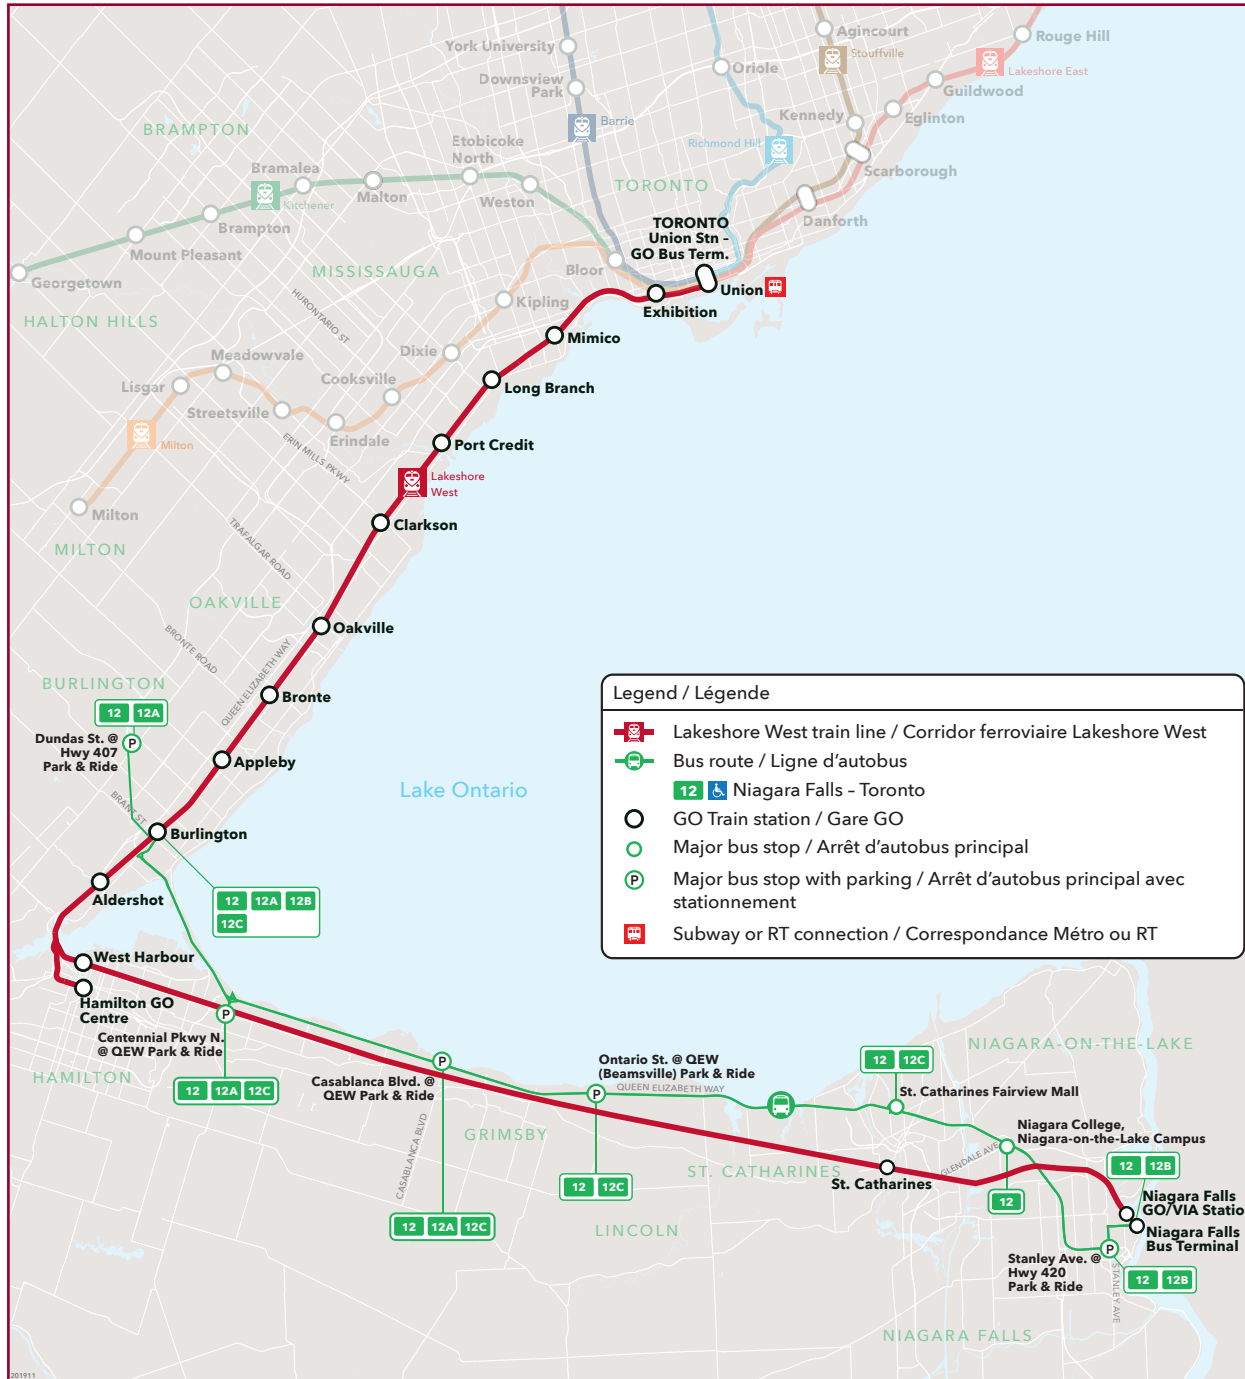 York University
Agincourt
Rouge Hill
Stouffville
Oriole
Lakeshore East
Downsview
Park
Guildwood
Kennedy
Eglinton
BRAMPTON
Barrie
Etobicoke
North
Richmond Hill
Bramalea
Scarborough
TORONTO
Malton
Kitchener
Weston
Brampton
Danforth
TORONTO
Union Stn –
GO Bus Term.
Mount Pleasant
Bloor
MISSISSAUGA
Georgetown
Union
HURONTARIO ST
Kipling
Exhibition
HALTON HILLS
Mimico
Dixie
Meadowvale
Cooksville
Lisgar
Long Branch
Streetsville
Erindale
Milton
ERIN MILLS PKWY
Port Credit
Lakeshore
West
Milton
Clarkson
TRAFALGAR ROAD
MILTON
OAKVILLE
Oakville
BRONTE ROAD
QUEEN ELIZABETH WAY
BURLINGTON
Bronte
12 12A
Dundas St. @
Hwy 407
Park & Ride
P
Appleby
Lake Ontario
BRANT ST
Burlington
Aldershot
12 12A 12B
12C
Legend / Légende
Lakeshore West train line / Corridor ferroviaire Lakeshore West
Bus route / Ligne d'autobus
12 Niagara Falls – Toronto
GO Train station / Gare GO
Major bus stop / Arrêt d'autobus principal
P Major bus stop with parking / Arrêt d'autobus principal avec
stationnement
Subway or RT connection / Correspondance Métro ou RT
West Harbour
Hamilton GO
Centre
P
Centennial Pkwy N.
@ QEW Park & Ride
HAMILTON
12 12A 12C
P
Casablanca Blvd. @
QEW Park & Ride
CASABLANCA BLVD
12 12A 12C
GRIMSBY
Ontario St. @ QEW
(Beamsville) Park & Ride
QUEEN ELIZABETH WAY
P
12 12C
LINCOLN
NIAGARA-ON-THE-LAKE
12 12C
St. Catharines Fairview Mall
Niagara College,
Niagara-on-the-Lake Campus
GLENDALE AVE
ST. CATHARINES
St. Catharines
12
12 12B
Niagara Falls
GO/VIA Statio
Niagara Falls
Bus Terminal
Stanley Ave. @
Hwy 420
Park & Ride
P
12 12B
STANLEY AVE
NIAGARA FALLS
201911